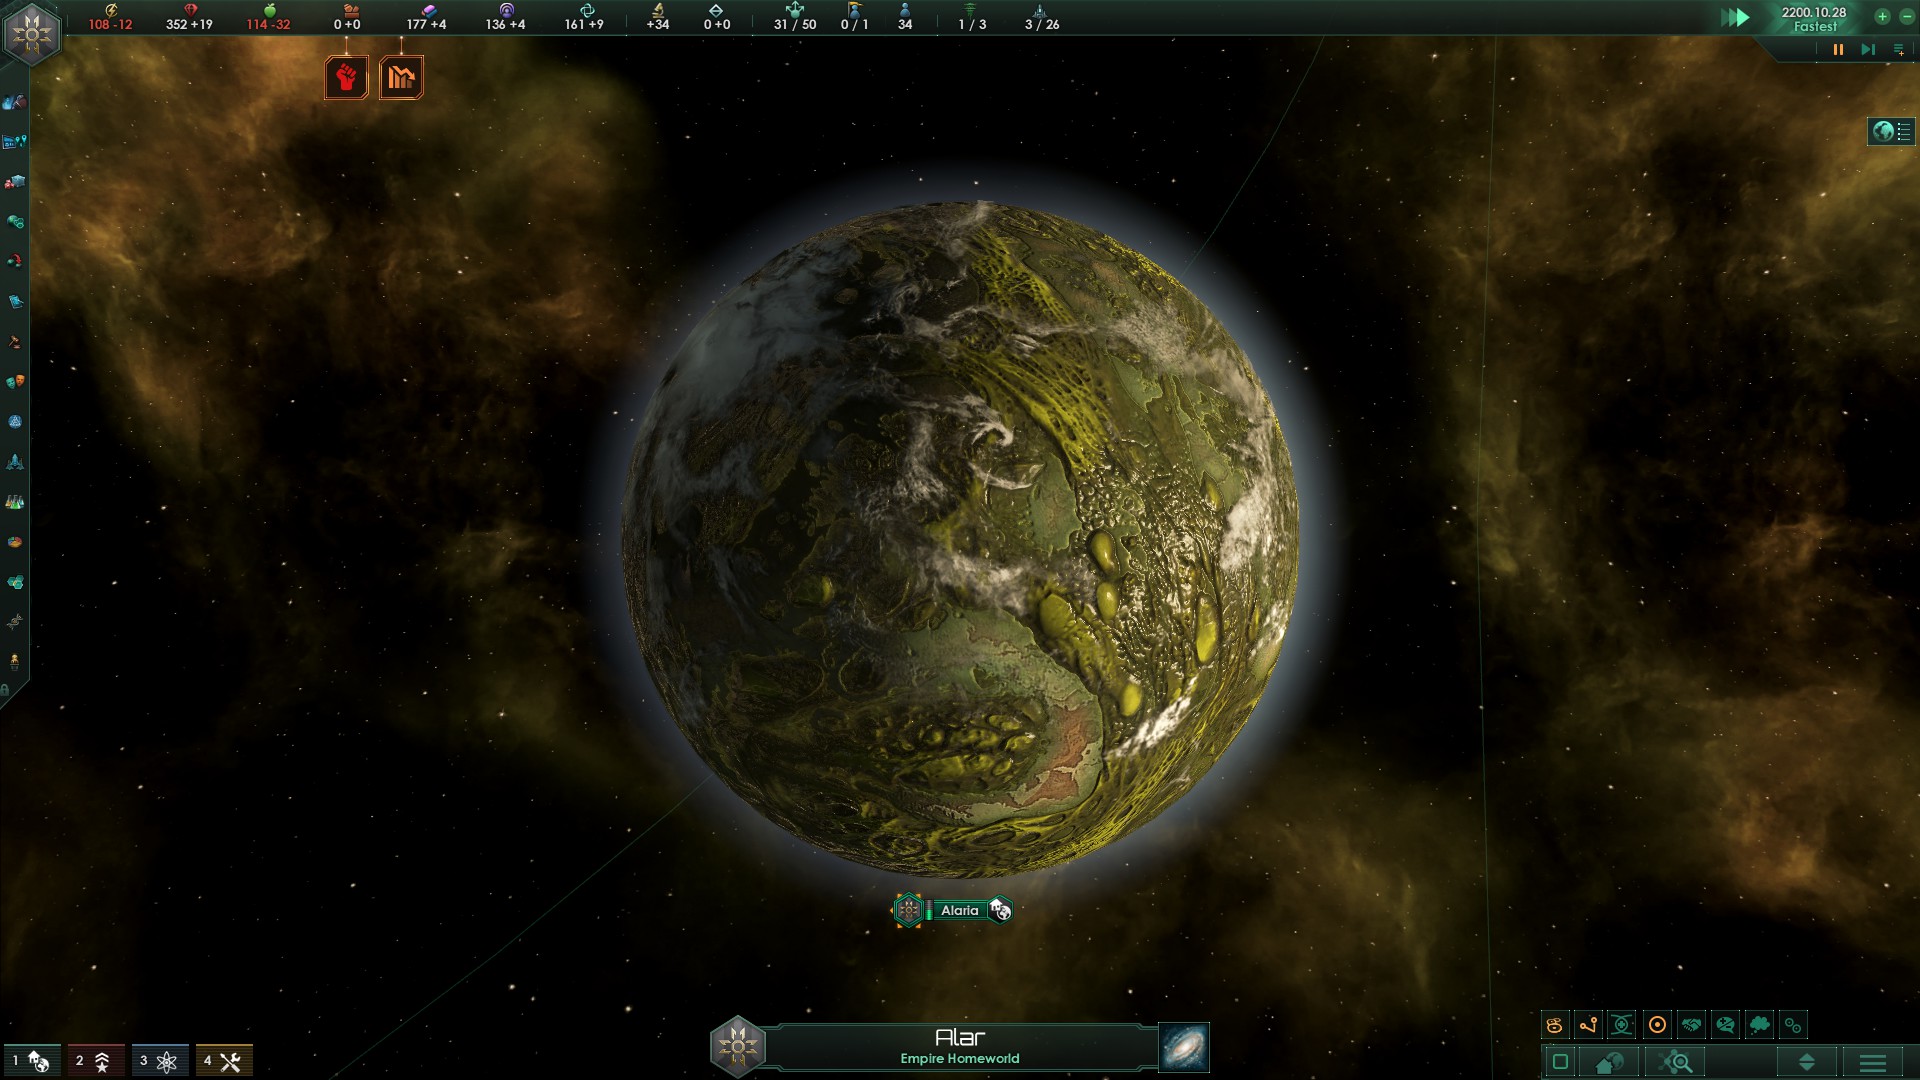 108 -12 352 +19 114 -32 0 +0 177 +4 136 +4 161 +9 +34 0 +0 31 / 50 0 / 1 34 1 / 3 3 / 26
2200.10.28
Fastest
Alaria
Alar
Empire Homeworld
1 2 3 4